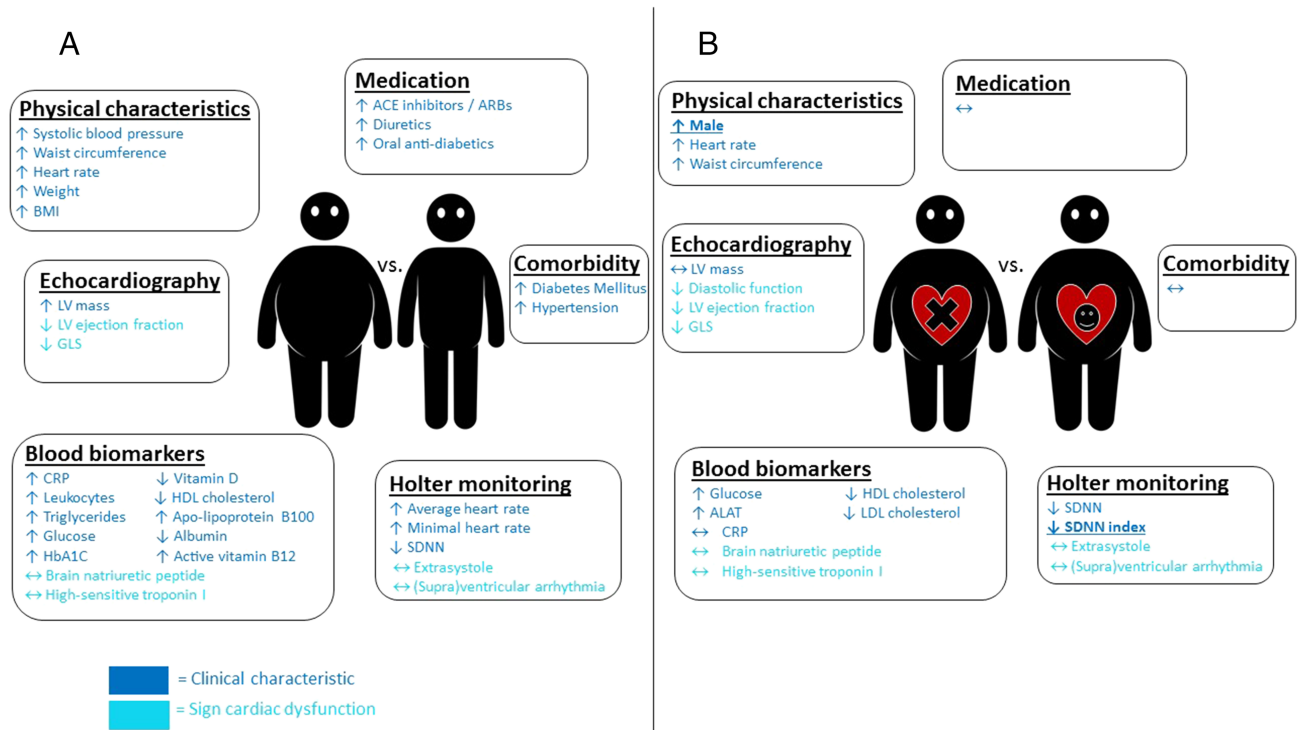 A
Physical characteristics
↑ Systolic blood pressure
↑ Waist circumference
↑ Heart rate
↑ Weight
↑ BMI
Medication
↑ ACE inhibitors / ARBs
↑ Diuretics
↑ Oral anti-diabetics
Echocardiography
↑ LV mass
↓ LV ejection fraction
↓ GLS
vs.
Comorbidity
↑ Diabetes Mellitus
↑ Hypertension
Blood biomarkers
↑ CRP
↑ Leukocytes
↑ Triglycerides
↑ Glucose
↑ HbA1C
↔ Brain natriuretic peptide
↔ High-sensitive troponin I
↓ Vitamin D
↓ HDL cholesterol
↑ Apo-lipoprotein B100
↓ Albumin
↑ Active vitamin B12
Holter monitoring
↑ Average heart rate
↑ Minimal heart rate
↓ SDNN
↔ Extrasystole
↔ (Supra)ventricular arrhythmia
= Clinical characteristic
= Sign cardiac dysfunction
B
Physical characteristics
↑ Male
↑ Heart rate
↑ Waist circumference
Medication
↔
Echocardiography
↔ LV mass
↓ Diastolic function
↓ LV ejection fraction
↓ GLS
vs.
Comorbidity
↔
Blood biomarkers
↑ Glucose
↑ ALAT
↔ CRP
↔ Brain natriuretic peptide
↔ High-sensitive troponin I
↓ HDL cholesterol
↓ LDL cholesterol
Holter monitoring
↓ SDNN
↓ SDNN index
↔ Extrasystole
↔ (Supra)ventricular arrhythmia